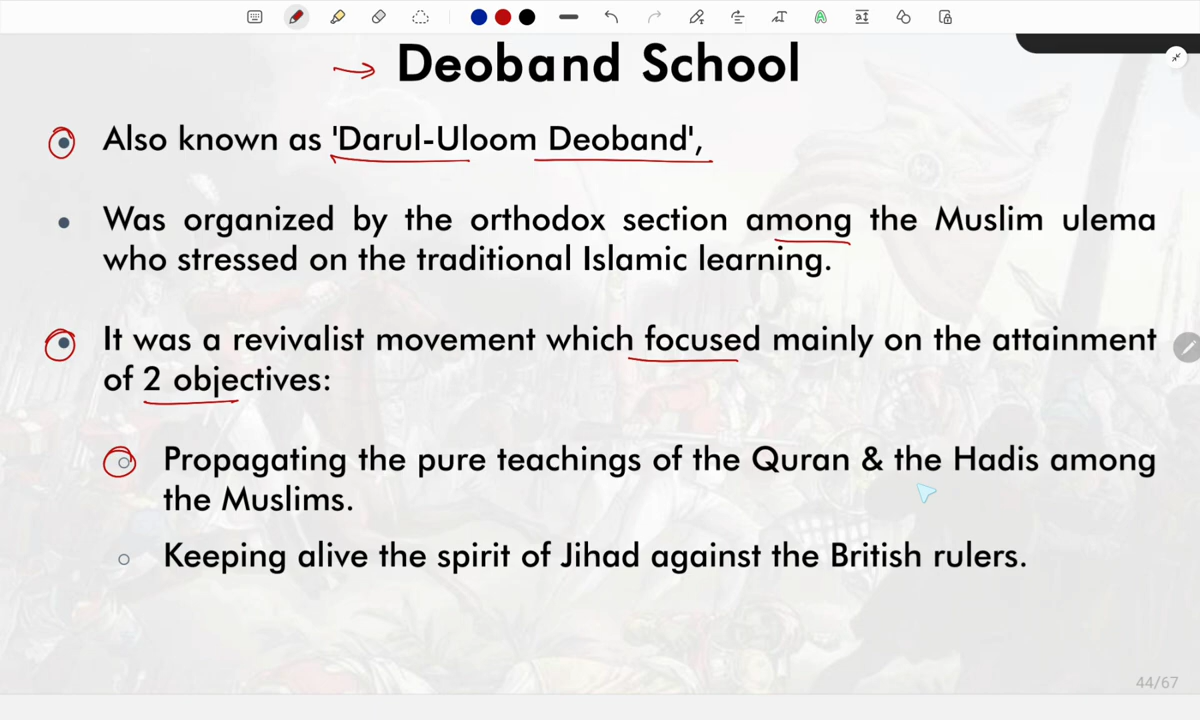 Deoband School
Also known as 'Darul-Uloom Deoband',
Was organized by the orthodox section among the Muslim ulema
who stressed on the traditional Islamic learning.
It was a revivalist movement which focused mainly on the attainment
of 2 objectives:
Propagating the pure teachings of the Quran & the Hadis among
the Muslims.
Keeping alive the spirit of Jihad against the British rulers.
44/67